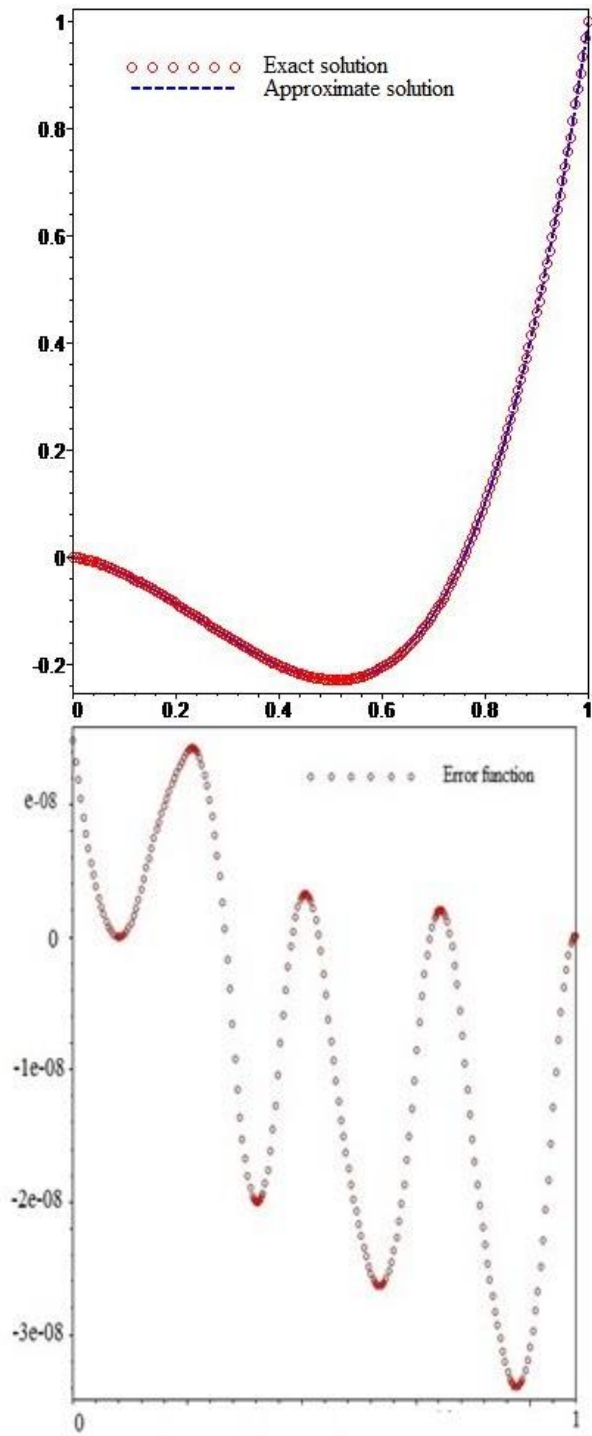 1
Exact solution
Approximate solution
0.8
0.6
0.4
0.2
0
-0.2
0 0.2 0.4 0.6 0.8 1
Error function
e-08
0
-1e-08
-2e-08
-3e-08
0 1